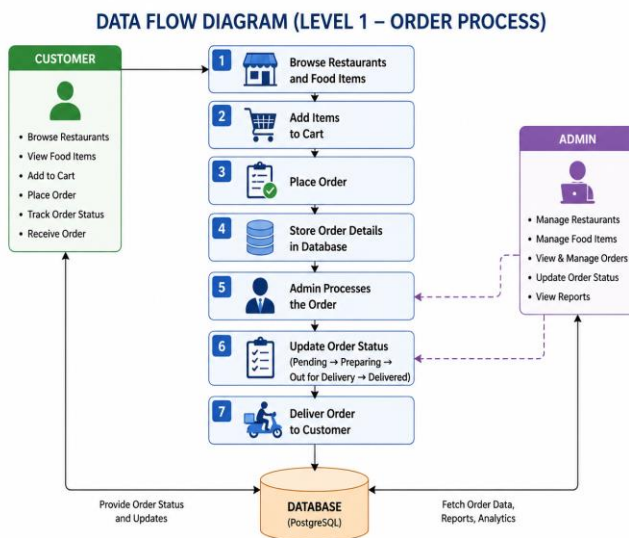 DATA FLOW DIAGRAM (LEVEL 1 – ORDER PROCESS)
CUSTOMER
• Browse Restaurants
• View Food Items
• Add to Cart
• Place Order
• Track Order Status
• Receive Order
1
Browse Restaurants
and Food Items
2
Add Items
to Cart
3
Place Order
4
Store Order Details
in Database
5
Admin Processes
the Order
6
Update Order Status
(Pending → Preparing →
Out for Delivery → Delivered)
7
Deliver Order
to Customer
ADMIN
• Manage Restaurants
• Manage Food Items
• View & Manage Orders
• Update Order Status
• View Reports
Provide Order Status
and Updates
DATABASE
(PostgreSQL)
Fetch Order Data,
Reports, Analytics